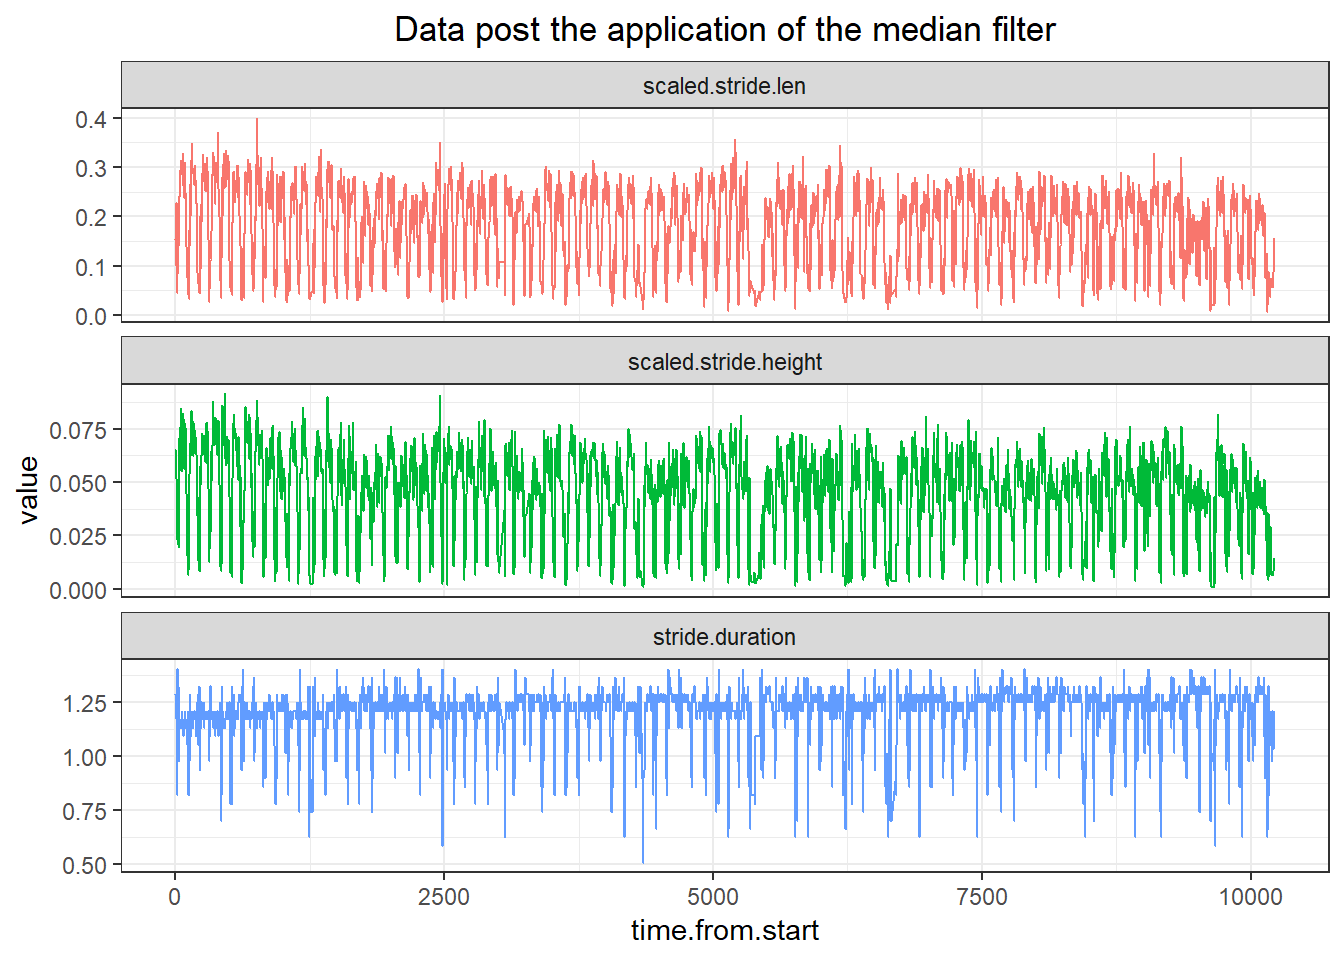 Data post the application of the median filter
scaled.stride.len
0.4
0.3
0.2
0.1
0.0
scaled.stride.height
0.075
0.050
0.025
0.000
value
stride.duration
1.25
1.00
0.75
0.50
0 2500 5000 7500 10000
time.from.start